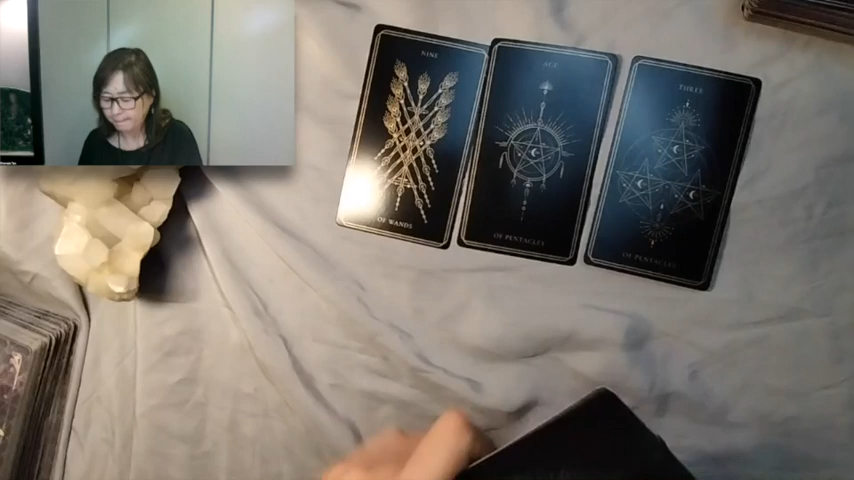 NINE
OF WANDS
ACE
OF PENTACLES
THREE
OF PENTACLES